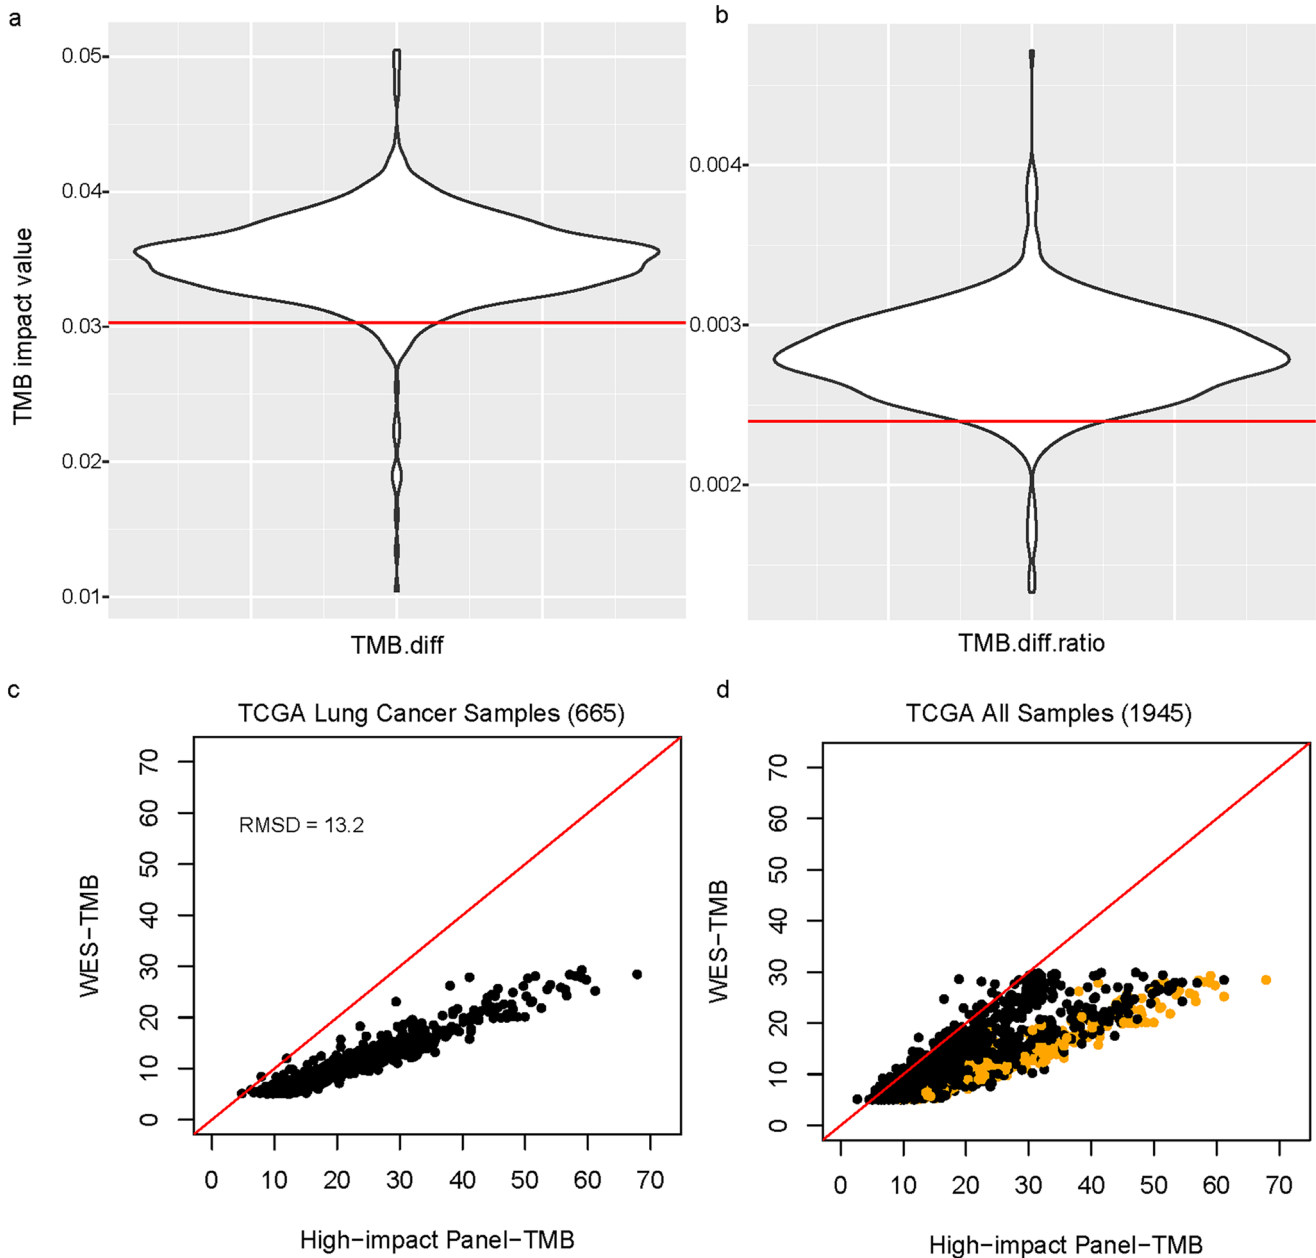 a
b
TMB impact value
0.05
0.04
0.03
0.02
0.01
TMB.diff
0.004
0.003
0.002
TMB.diff.ratio
c
TCGA Lung Cancer Samples (665)
RMSD = 13.2
WES−TMB
70
60
50
40
30
20
10
0
0 10 20 30 40 50 60 70
High−impact Panel−TMB
d
TCGA All Samples (1945)
WES−TMB
70
60
50
40
30
20
10
0
0 10 20 30 40 50 60 70
High−impact Panel−TMB